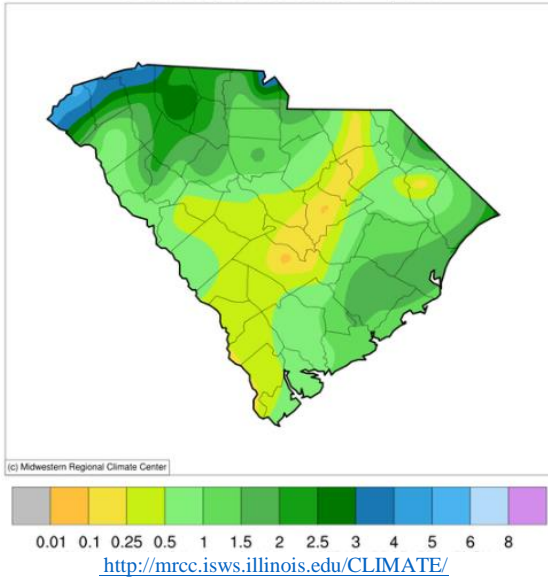 (c) Midwestern Regional Climate Center
0.01 0.1 0.25 0.5 1 1.5 2 2.5 3 4 5 6 8
http://mrcc.isws.illinois.edu/CLIMATE/